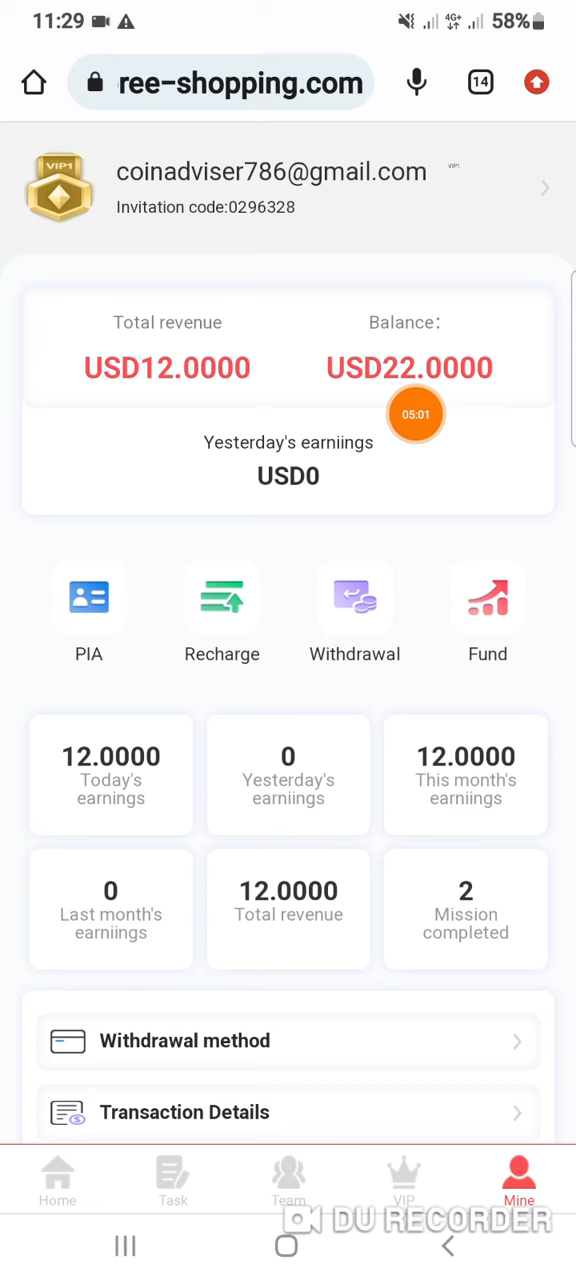 11:29
4G+
58%
ree-shopping.com
14
VIP1
coinadviser786@gmail.com
VIP1
Invitation code:0296328
Total revenue
Balance:
USD12.0000
USD22.0000
05:01
Yesterday's earniings
USD0
PIA
Recharge
Withdrawal
Fund
12.0000
Today's
earnings
0
Yesterday's
earniings
12.0000
This month's
earniings
0
Last month's
earniings
12.0000
Total revenue
2
Mission
completed
Withdrawal method
Transaction Details
Home
Task
Team
VIP
Mine
DU RECORDER